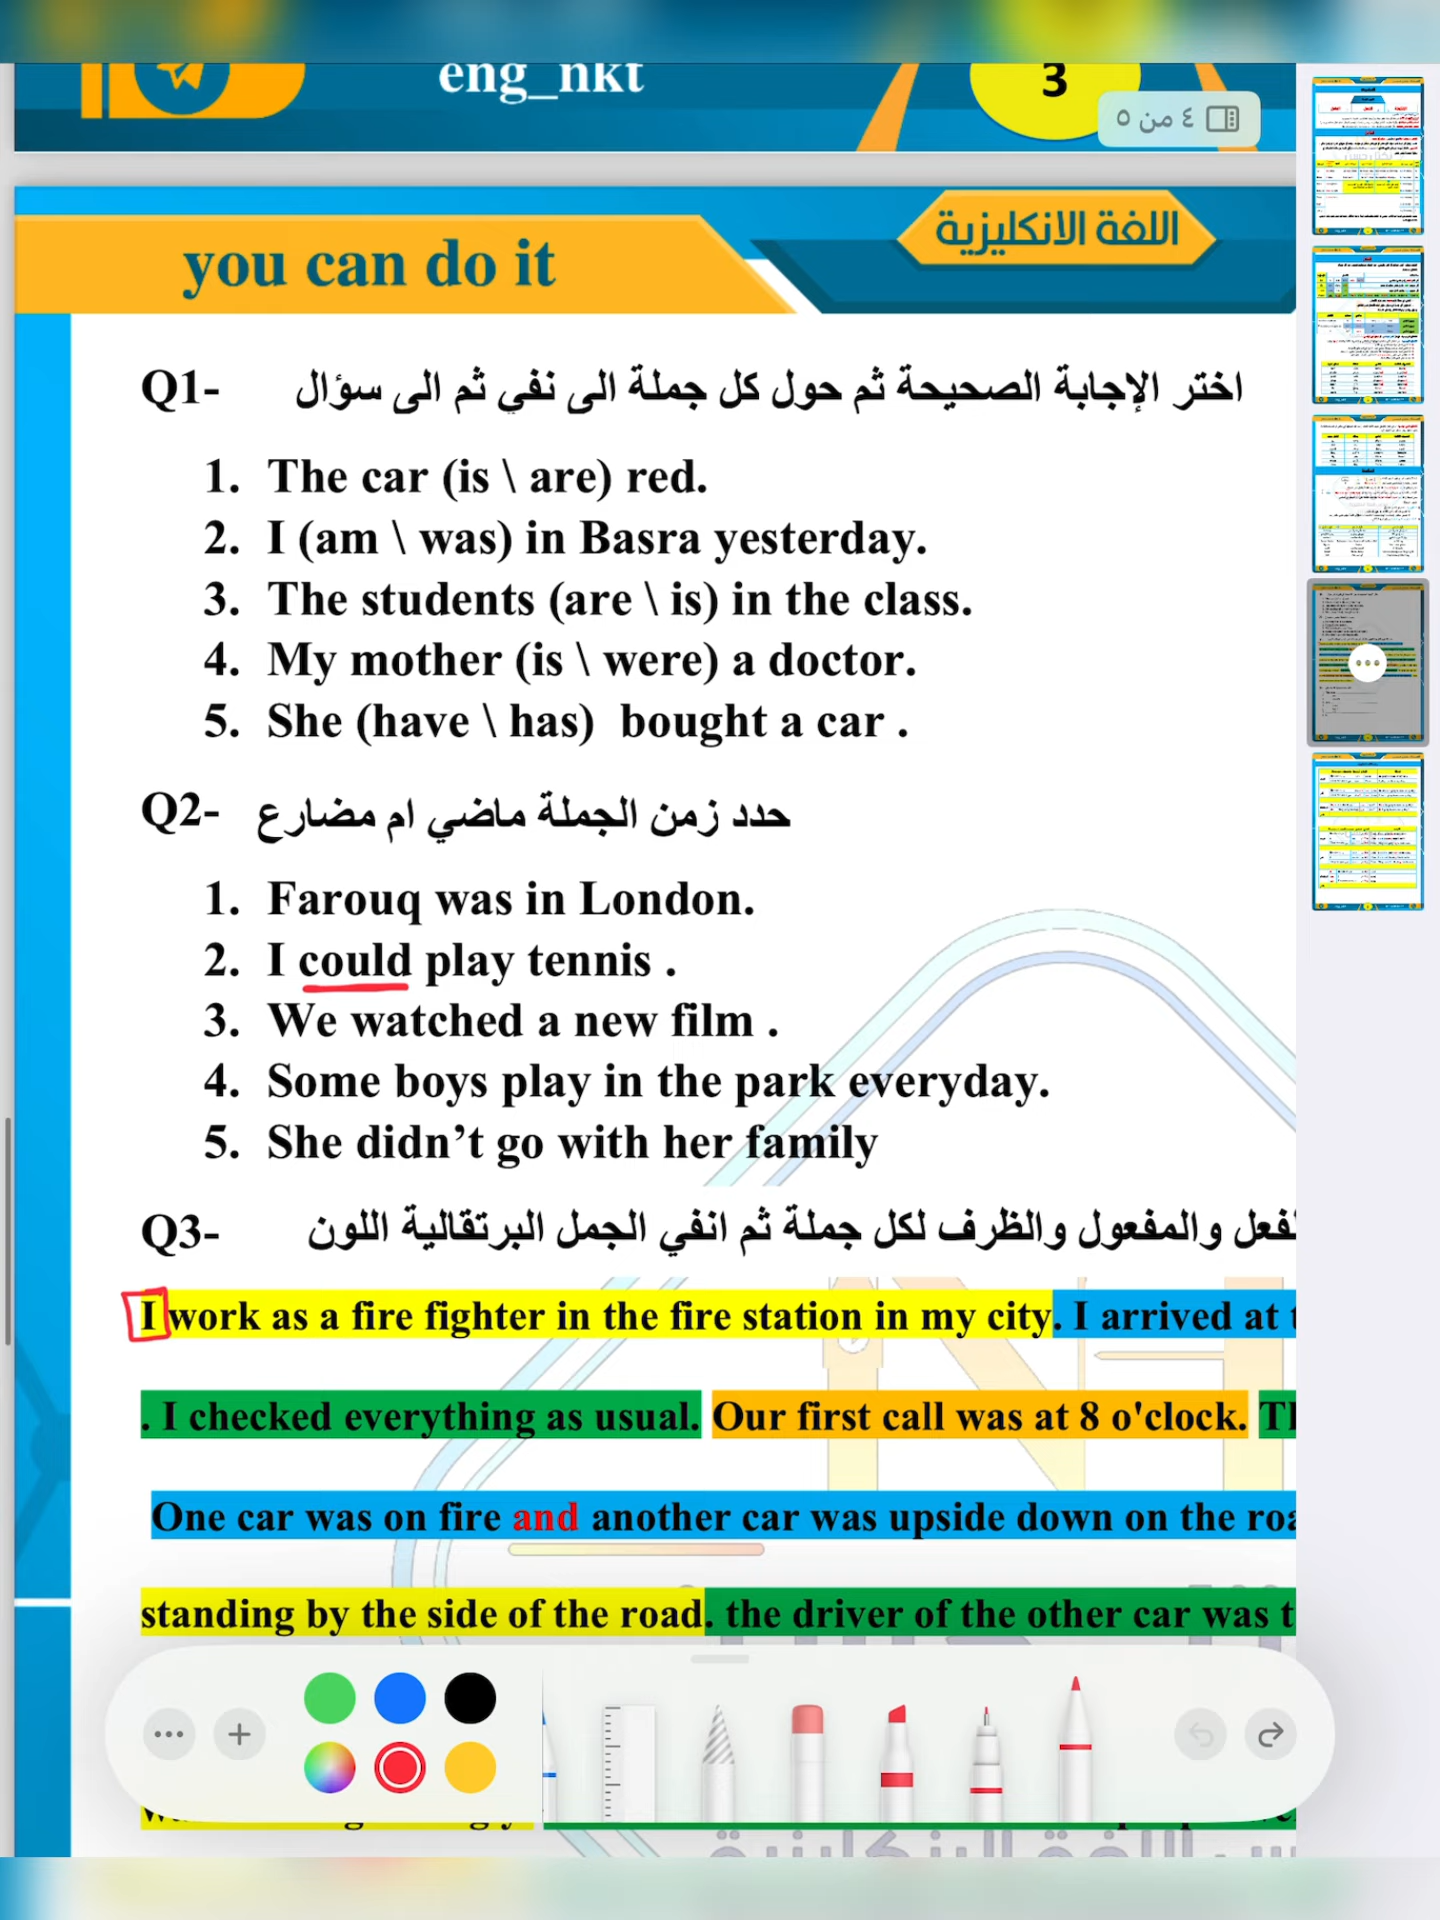 eng_nkt
3
٤ من ٥
اللغة الانكليزية
you can do it
Q1- اختر الإجابة الصحيحة ثم حول كل جملة الى نفي ثم الى سؤال
1. The car (is \ are) red.
2. I (am \ was) in Basra yesterday.
3. The students (are \ is) in the class.
4. My mother (is \ were) a doctor.
5. She (have \ has) bought a car .
Q2- حدد زمن الجملة ماضي ام مضارع
1. Farouq was in London.
2. I could play tennis .
3. We watched a new film .
4. Some boys play in the park everyday.
5. She didn’t go with her family
Q3- لفعل والمفعول والظرف لكل جملة ثم انفي الجمل البرتقالية اللون
I work as a fire fighter in the fire station in my city. I arrived at
. I checked everything as usual. Our first call was at 8 o'clock.
One car was on fire and another car was upside down on the
standing by the side of the road. the driver of the other car was